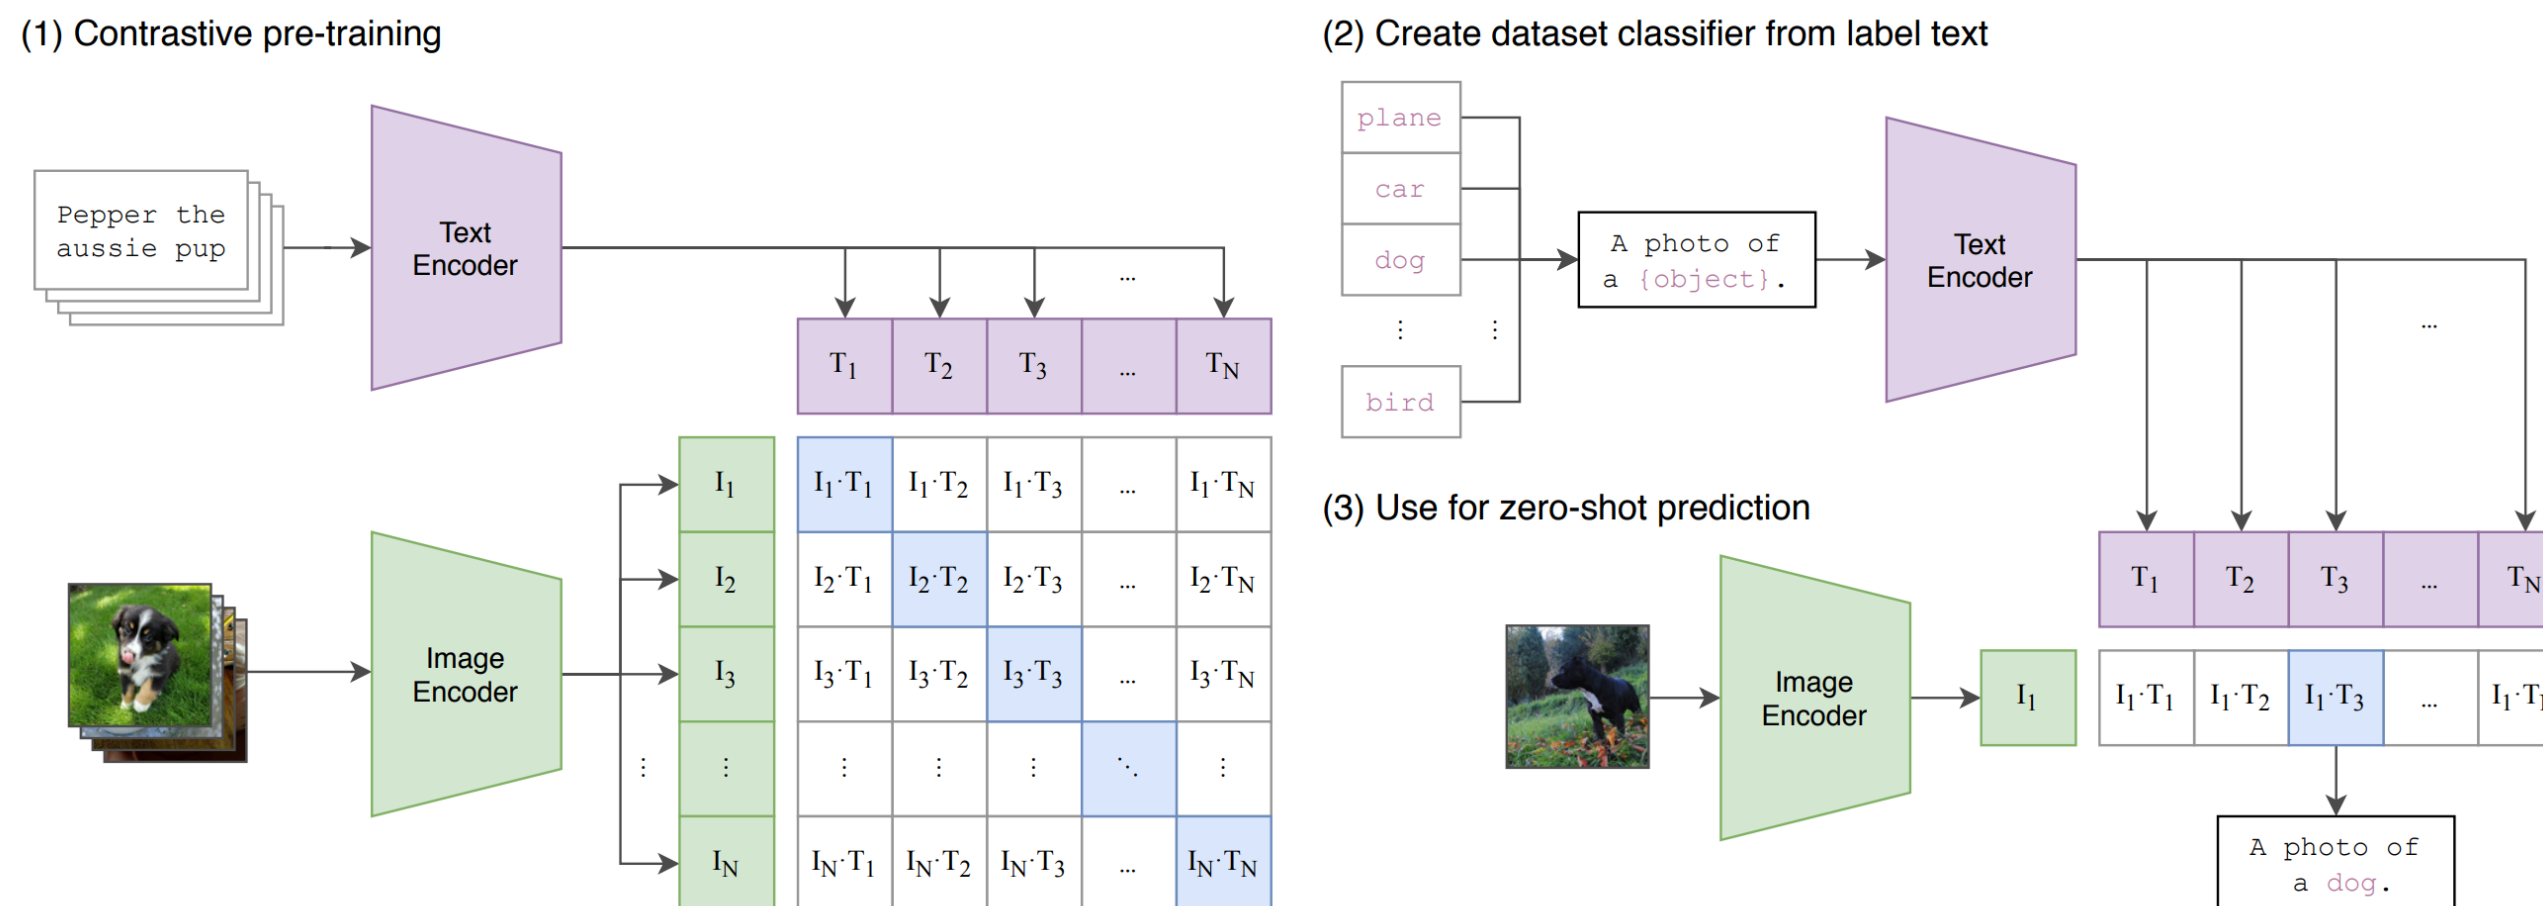 (1) Contrastive pre-training
Pepper the
aussie pup
Text
Encoder
...
T1 T2 T3 ... TN
Image
Encoder
⋮
I1 I1·T1 I1·T2 I1·T3 ... I1·TN
I2 I2·T1 I2·T2 I2·T3 ... I2·TN
I3 I3·T1 I3·T2 I3·T3 ... I3·TN
⋮ ⋮ ⋮ ⋮ ⋱ ⋮
IN IN·T1 IN·T2 IN·T3 ... IN·TN
(2) Create dataset classifier from label text
plane
car
dog
⋮ ⋮
bird
A photo of
a {object}.
Text
Encoder
...
(3) Use for zero-shot prediction
Image
Encoder
T1 T2 T3 ... TN
I1 I1·T1 I1·T2 I1·T3 ...
A photo of
a dog.